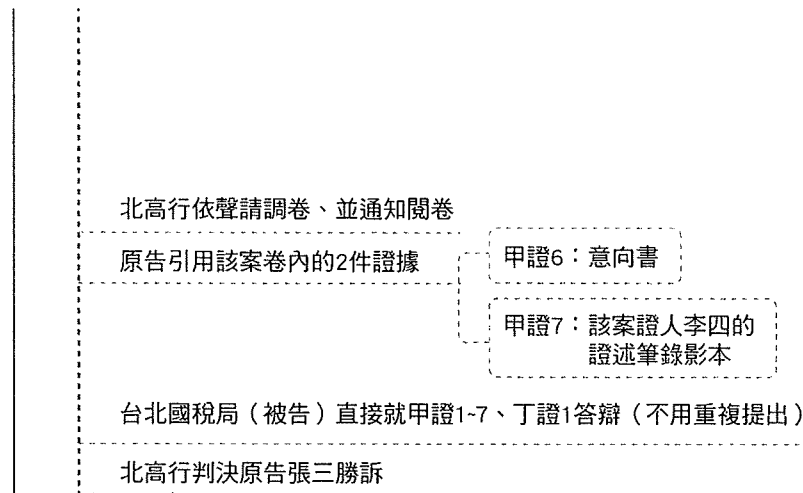 北高行依聲請調卷、並通知閱卷
原告引用該案卷內的2件證據
甲證6：意向書
甲證7：該案證人李四的
證述筆錄影本
台北國稅局（被告）直接就甲證1~7、丁證1答辯（不用重複提出）
北高行判決原告張三勝訴